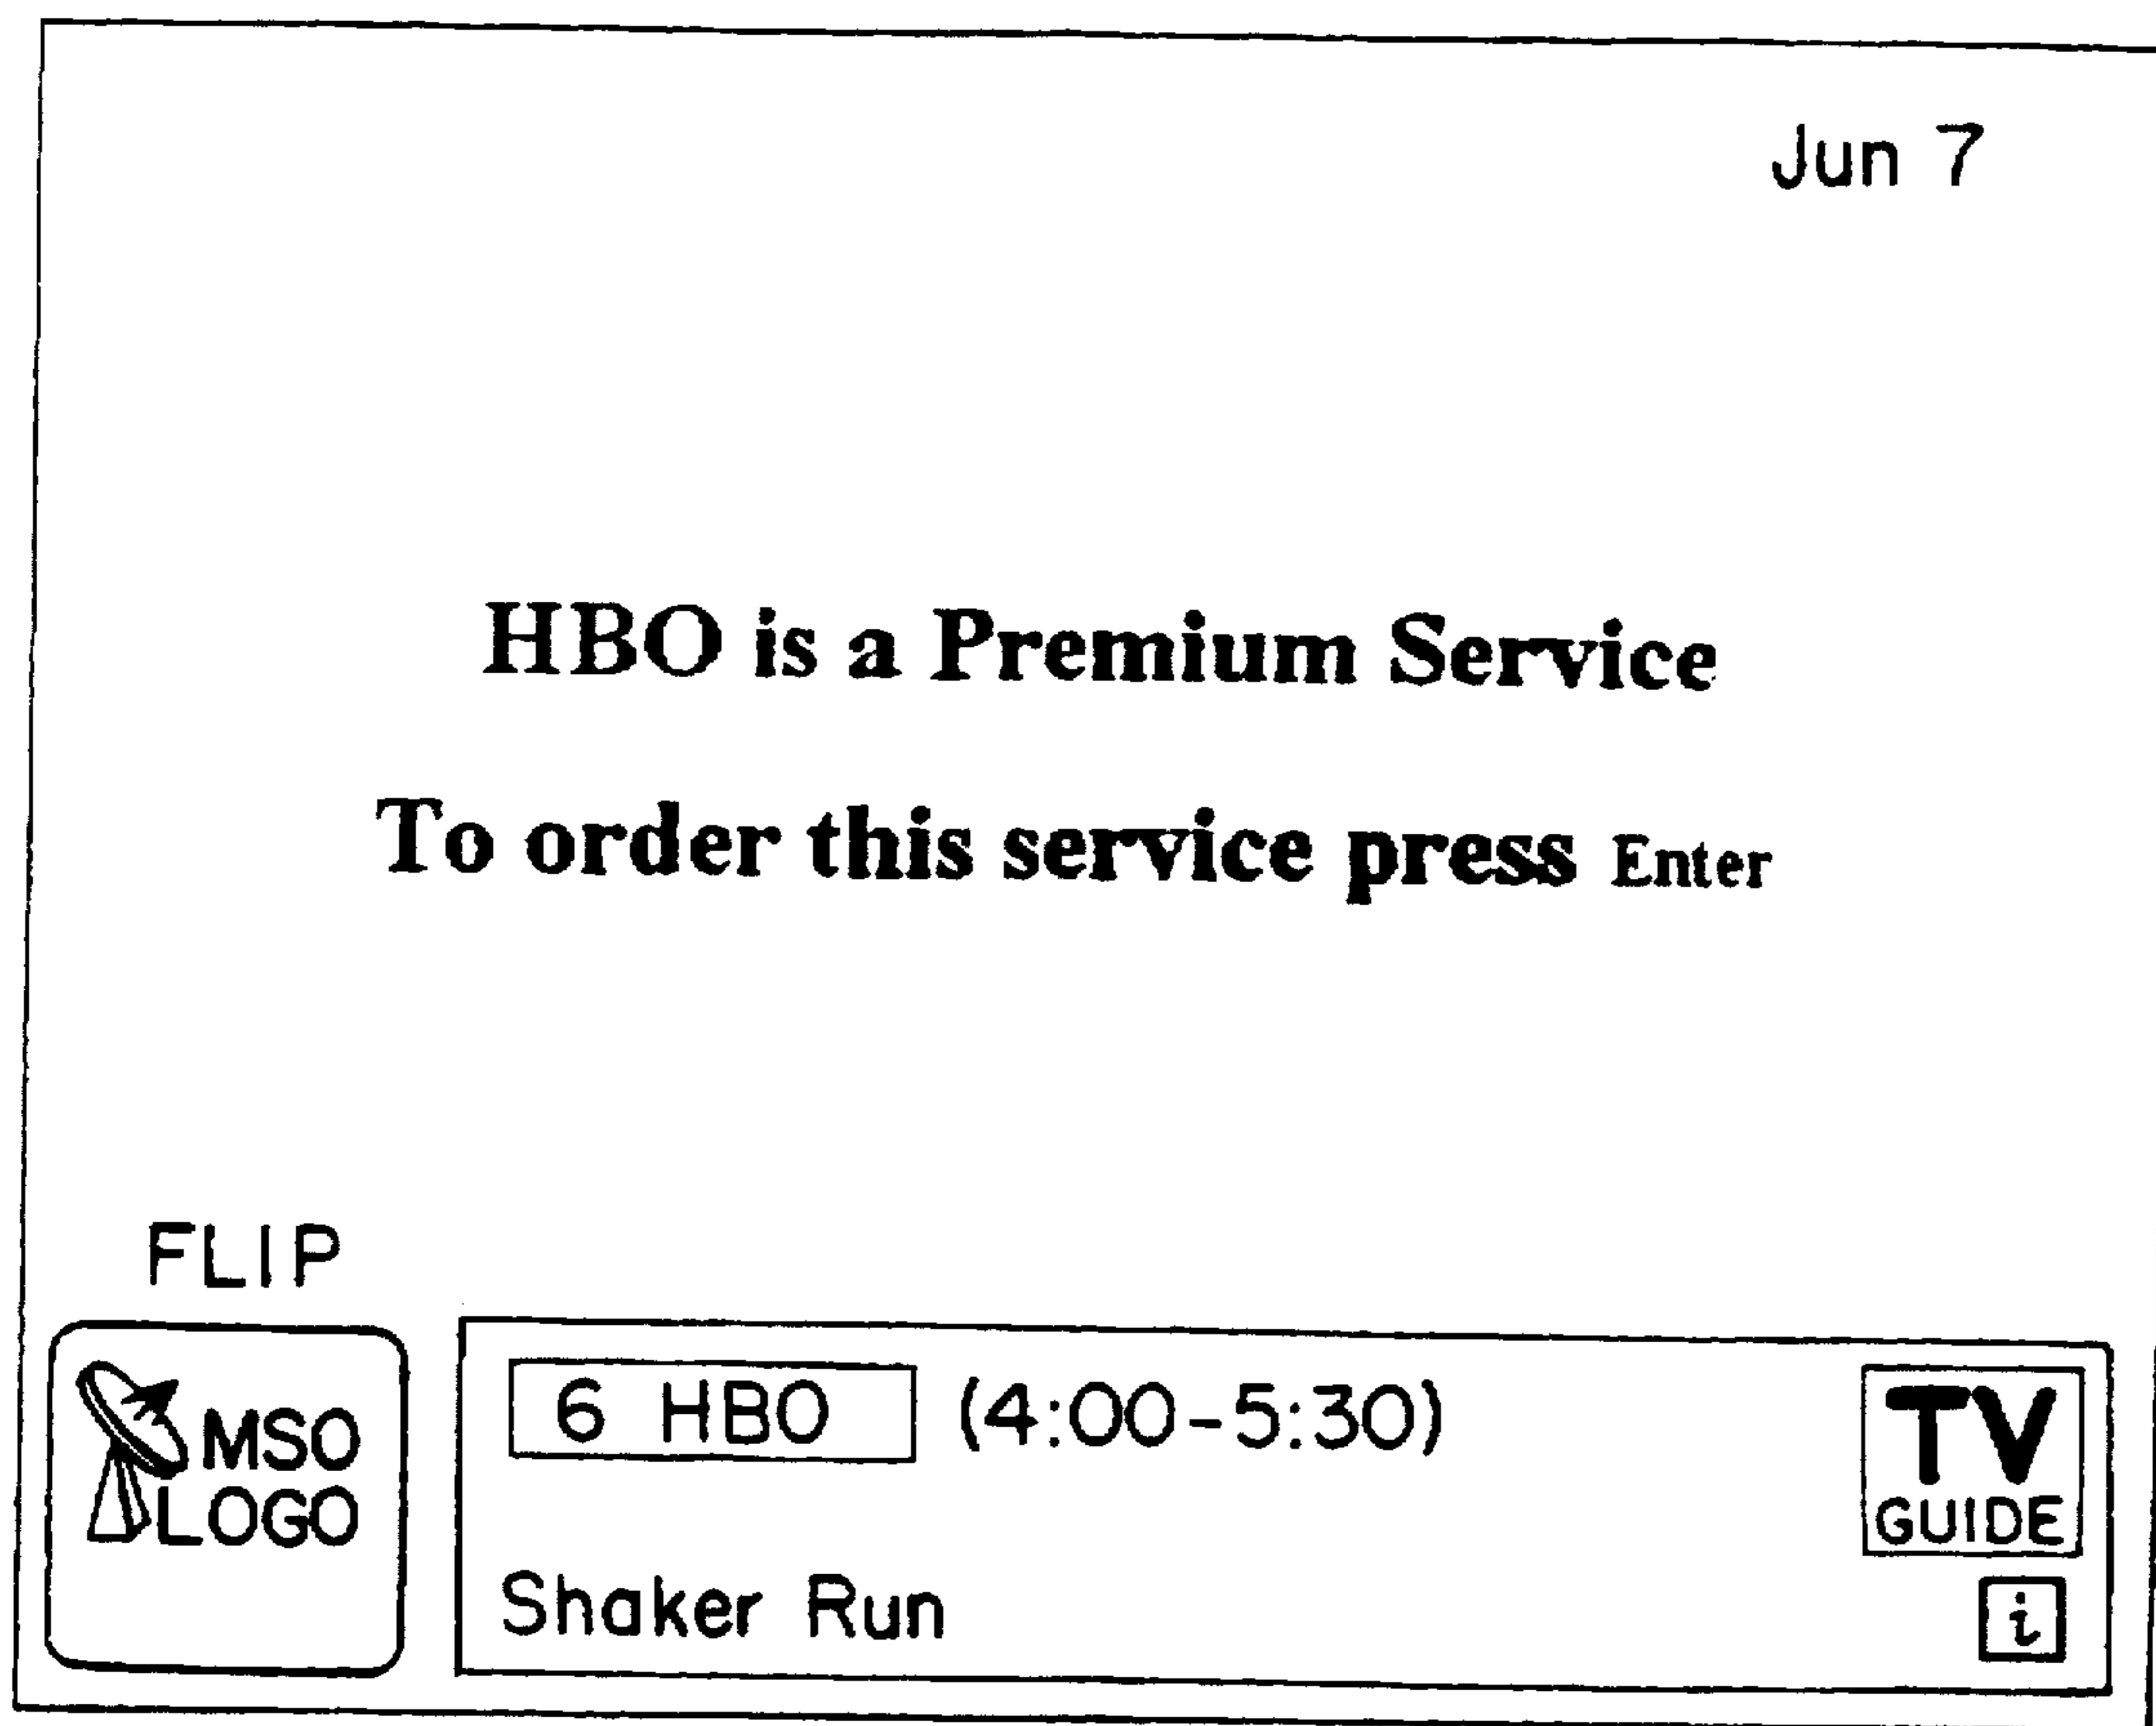 Jun 7
HBO is a Premium Service
To order this service press Enter
FLIP
MSO
LOGO
6 HBO (4:00-5:30)
Shaker Run
TV
GUIDE
i